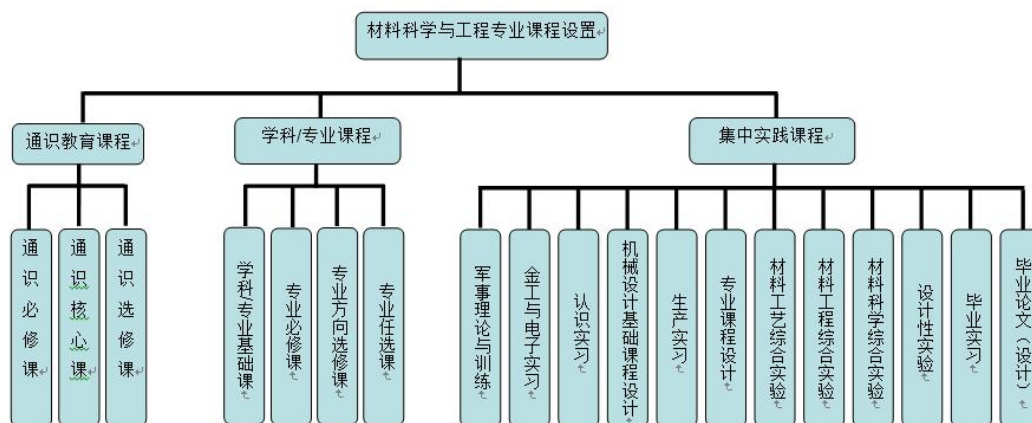 材料科学与工程专业课程设置
通识教育课程
学科/专业课程
集中实践课程
通识必修课
通识核心课
通识选修课
学科/专业基础课
专业必修课
专业方向选修课
专业任选课
军事理论与训练
金工与电子实习
认识实习
机械设计基础课程设计
生产实习
专业课程设计
材料工艺综合实验
材料工程综合实验
材料科学综合实验
设计性实验
毕业实习
毕业论文（设计）